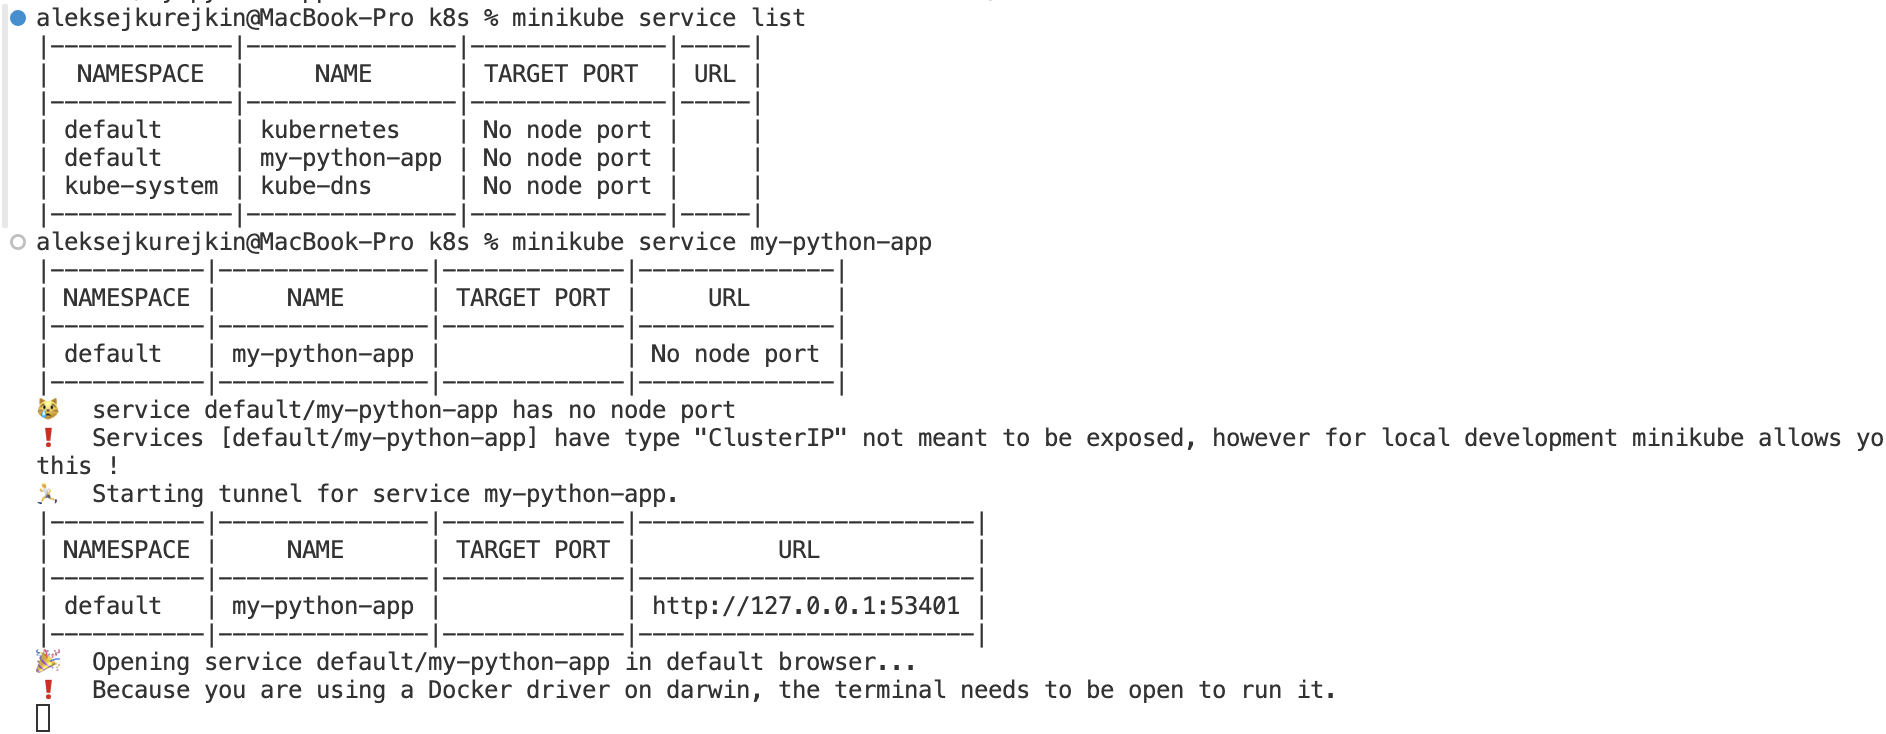 aleksejkurejkin@MacBook-Pro k8s % minikube service list
|-------------|---------------|--------------|-----|
| NAMESPACE | NAME | TARGET PORT | URL |
|-------------|---------------|--------------|-----|
| default | kubernetes | No node port | |
| default | my-python-app | No node port | |
| kube-system | kube-dns | No node port | |
|-------------|---------------|--------------|-----|
aleksejkurejkin@MacBook-Pro k8s % minikube service my-python-app
|-----------|---------------|-------------|--------------|
| NAMESPACE | NAME | TARGET PORT | URL |
|-----------|---------------|-------------|--------------|
| default | my-python-app | | No node port |
|-----------|---------------|-------------|--------------|
😿 service default/my-python-app has no node port
❗ Services [default/my-python-app] have type "ClusterIP" not meant to be exposed, however for local development minikube allows yo
this !
🏃 Starting tunnel for service my-python-app.
|-----------|---------------|-------------|------------------------|
| NAMESPACE | NAME | TARGET PORT | URL |
|-----------|---------------|-------------|------------------------|
| default | my-python-app | | http://127.0.0.1:53401 |
|-----------|---------------|-------------|------------------------|
🎉 Opening service default/my-python-app in default browser...
❗ Because you are using a Docker driver on darwin, the terminal needs to be open to run it.